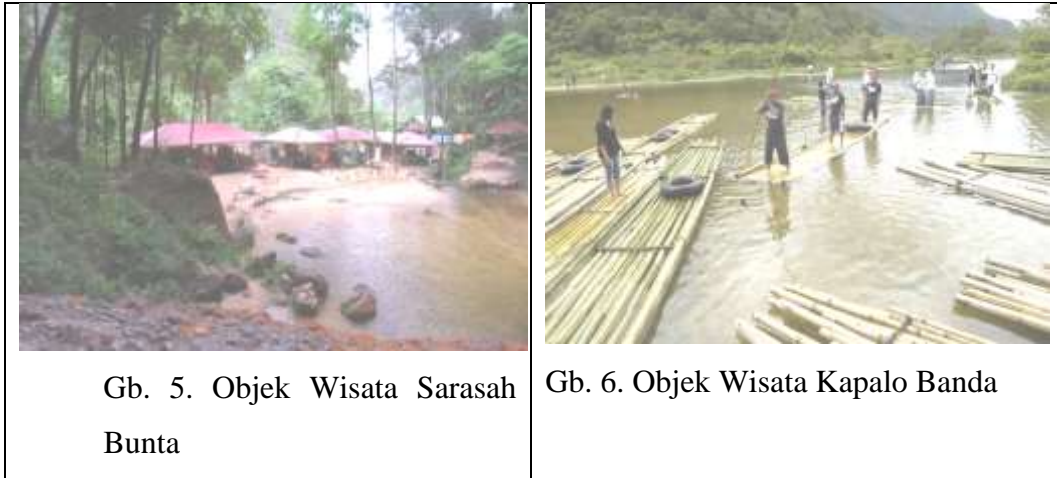 Gb. 5. Objek Wisata Sarasah
Bunta
Gb. 6. Objek Wisata Kapalo Banda